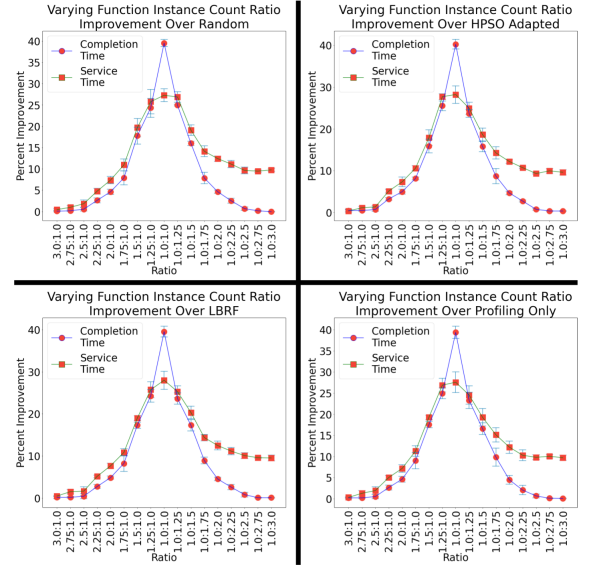 Varying Function Instance Count Ratio
Improvement Over Random
Percent Improvement
40
35
30
25
20
15
10
5
0
Completion
Time
Service
Time
3.0:1.0
2.75:1.0
2.5:1.0
2.25:1.0
2.0:1.0
1.75:1.0
1.5:1.0
1.25:1.0
1.0:1.0
1.0:1.25
1.0:1.5
1.0:1.75
1.0:2.0
1.0:2.25
1.0:2.5
1.0:2.75
1.0:3.0
Ratio
Varying Function Instance Count Ratio
Improvement Over HPSO Adapted
Percent Improvement
40
30
20
10
0
Completion
Time
Service
Time
3.0:1.0
2.75:1.0
2.5:1.0
2.25:1.0
2.0:1.0
1.75:1.0
1.5:1.0
1.25:1.0
1.0:1.0
1.0:1.25
1.0:1.5
1.0:1.75
1.0:2.0
1.0:2.25
1.0:2.5
1.0:2.75
1.0:3.0
Ratio
Varying Function Instance Count Ratio
Improvement Over LBRF
Percent Improvement
40
30
20
10
0
Completion
Time
Service
Time
3.0:1.0
2.75:1.0
2.5:1.0
2.25:1.0
2.0:1.0
1.75:1.0
1.5:1.0
1.25:1.0
1.0:1.0
1.0:1.25
1.0:1.5
1.0:1.75
1.0:2.0
1.0:2.25
1.0:2.5
1.0:2.75
1.0:3.0
Ratio
Varying Function Instance Count Ratio
Improvement Over Profiling Only
Percent Improvement
40
30
20
10
0
Completion
Time
Service
Time
3.0:1.0
2.75:1.0
2.5:1.0
2.25:1.0
2.0:1.0
1.75:1.0
1.5:1.0
1.25:1.0
1.0:1.0
1.0:1.25
1.0:1.5
1.0:1.75
1.0:2.0
1.0:2.25
1.0:2.5
1.0:2.75
1.0:3.0
Ratio